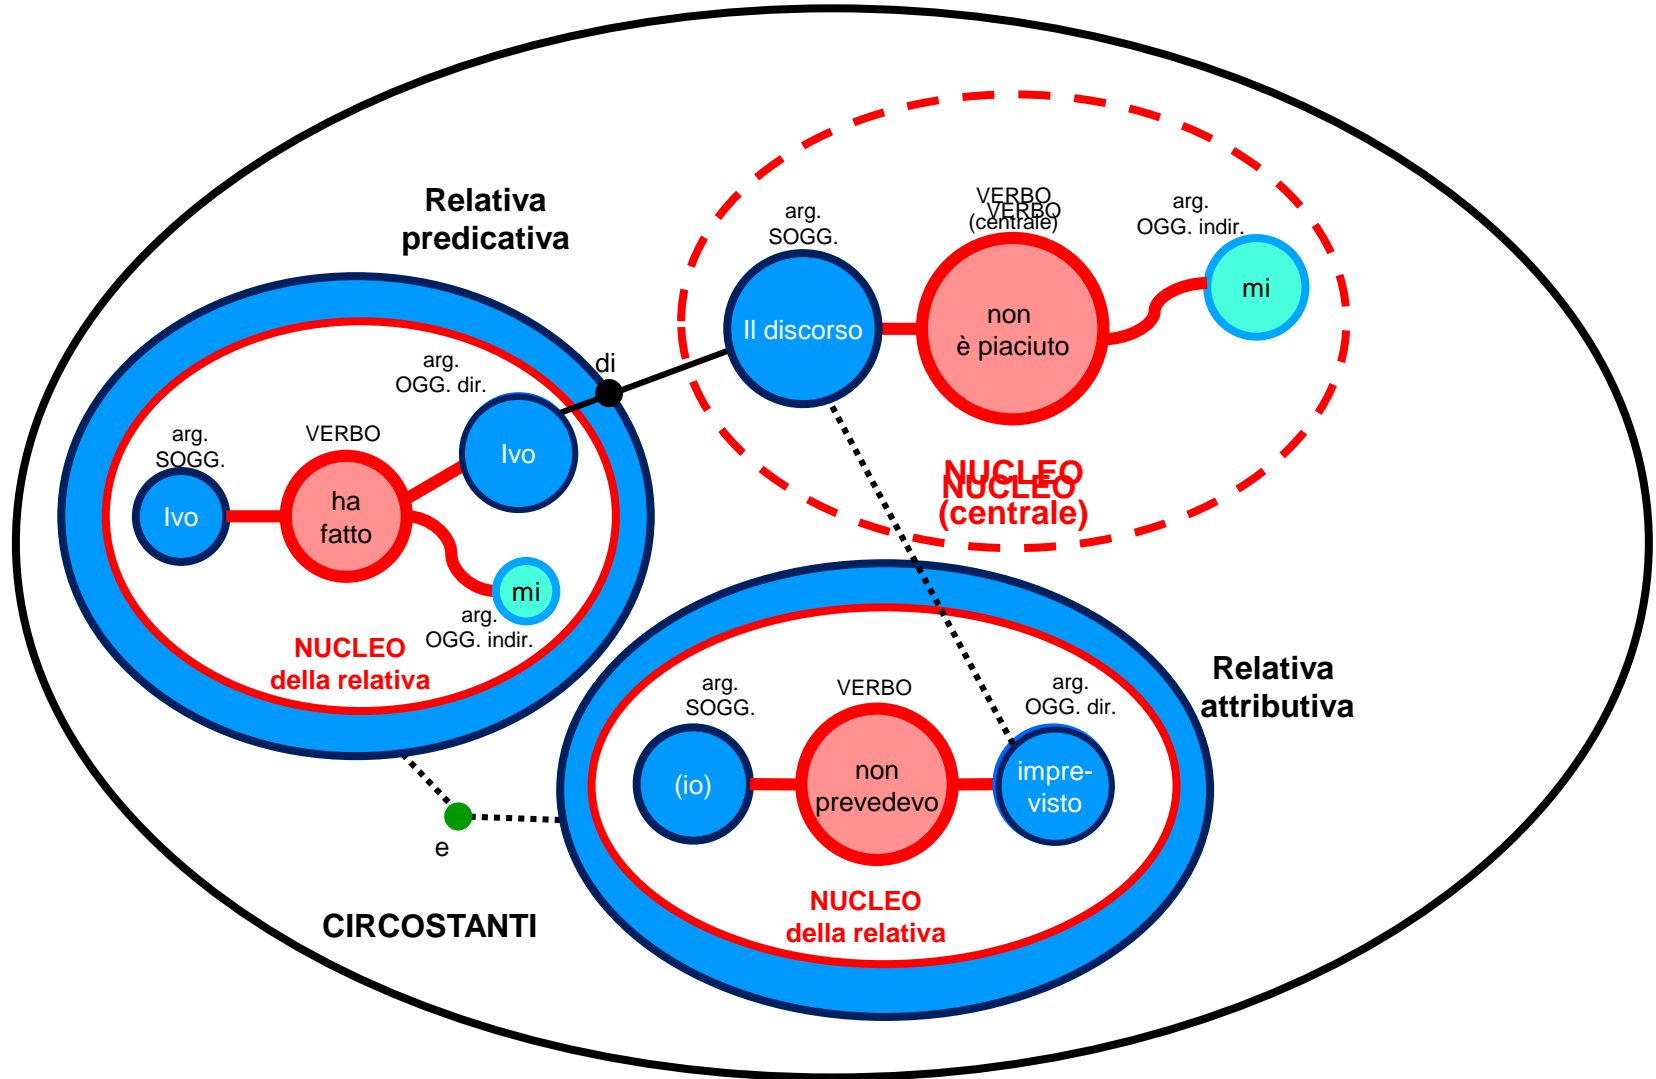 Relativa
predicativa
arg.
SOGG.
VERBO
(centrale)
VERBO
arg.
OGG. indir.
Il discorso
non
è piaciuto
mi
NUCLEO
NUCLEO
(centrale)
di
arg.
OGG. dir.
arg.
SOGG.
VERBO
Ivo
Ivo
ha
fatto
mi
arg.
OGG. indir.
NUCLEO
della relativa
Relativa
attributiva
arg.
SOGG.
VERBO
arg.
OGG. dir.
(io)
non
prevedevo
impre-
visto
NUCLEO
della relativa
e
CIRCOSTANTI